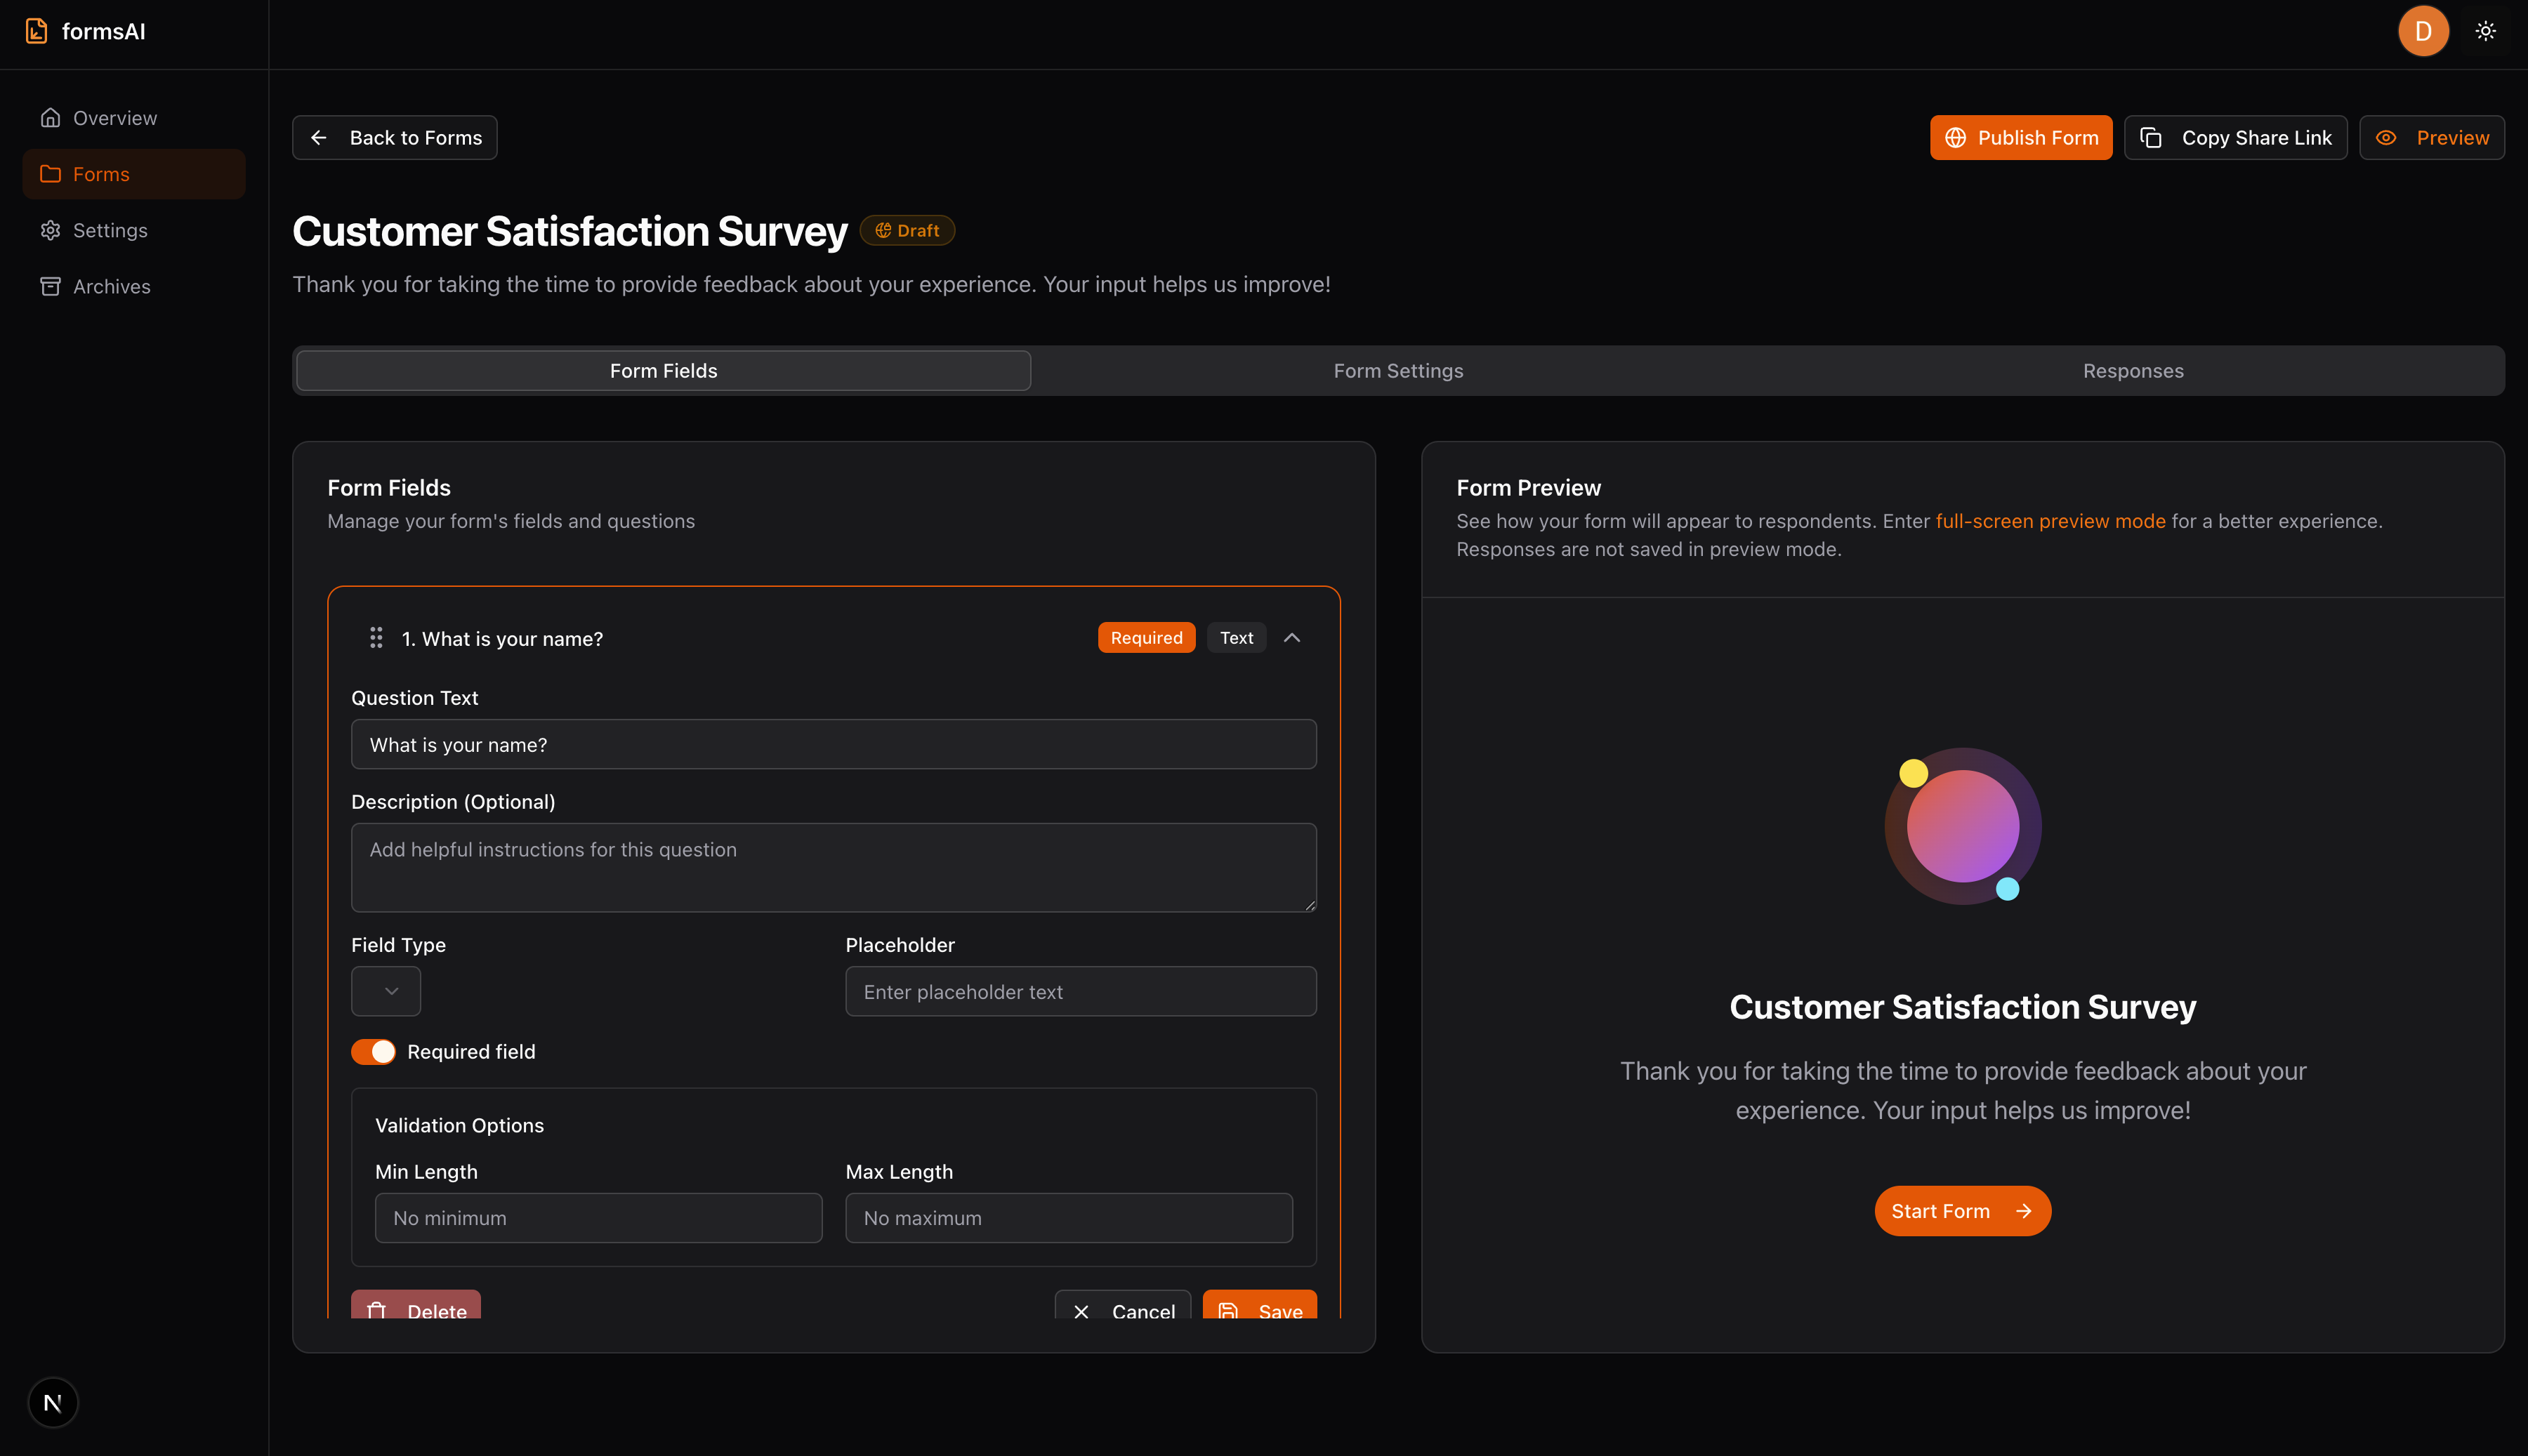 formsAI
D
Overview
Forms
Settings
Archives
Back to Forms
Publish Form
Copy Share Link
Preview
Customer Satisfaction Survey
Draft
Thank you for taking the time to provide feedback about your experience. Your input helps us improve!
Form Fields
Form Settings
Responses
Form Fields
Manage your form's fields and questions
1. What is your name?
Required
Text
Question Text
What is your name?
Description (Optional)
Add helpful instructions for this question
Field Type
Placeholder
Enter placeholder text
Required field
Validation Options
Min Length
Max Length
No minimum
No maximum
Delete
Cancel
Save
Form Preview
See how your form will appear to respondents. Enter full-screen preview mode for a better experience.
Responses are not saved in preview mode.
Customer Satisfaction Survey
Thank you for taking the time to provide feedback about your
experience. Your input helps us improve!
Start Form
N